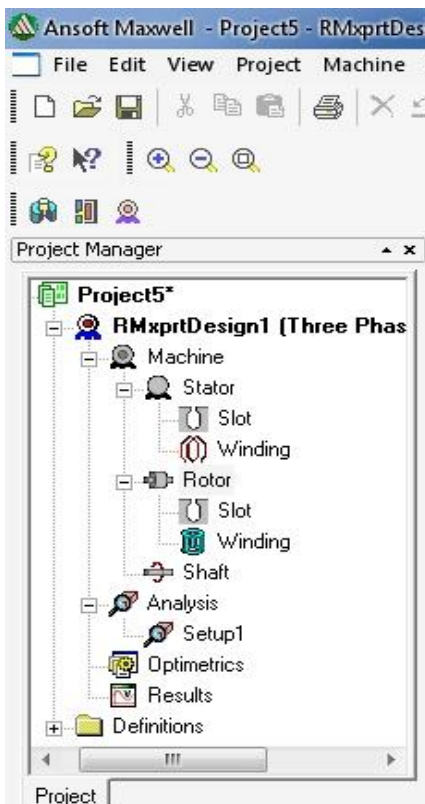 Ansoft Maxwell - Project5 - RMxprtDes
File Edit View Project Machine
Project Manager
Project5*
RMxprtDesign1 (Three Phas
Machine
Stator
Slot
Winding
Rotor
Slot
Winding
Shaft
Analysis
Setup1
Optimetrics
Results
Definitions
Project